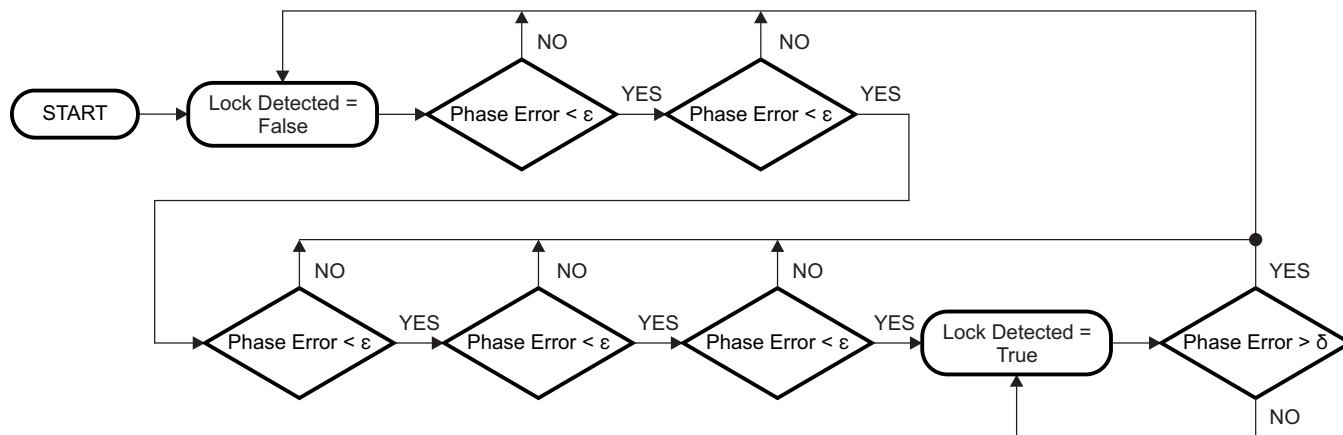 NO
NO
START
Lock Detected =
False
Phase Error < ε
YES
Phase Error < ε
YES
NO
NO
NO
YES
Phase Error < ε
YES
Phase Error < ε
YES
Phase Error < ε
YES
Lock Detected =
True
Phase Error > δ
NO